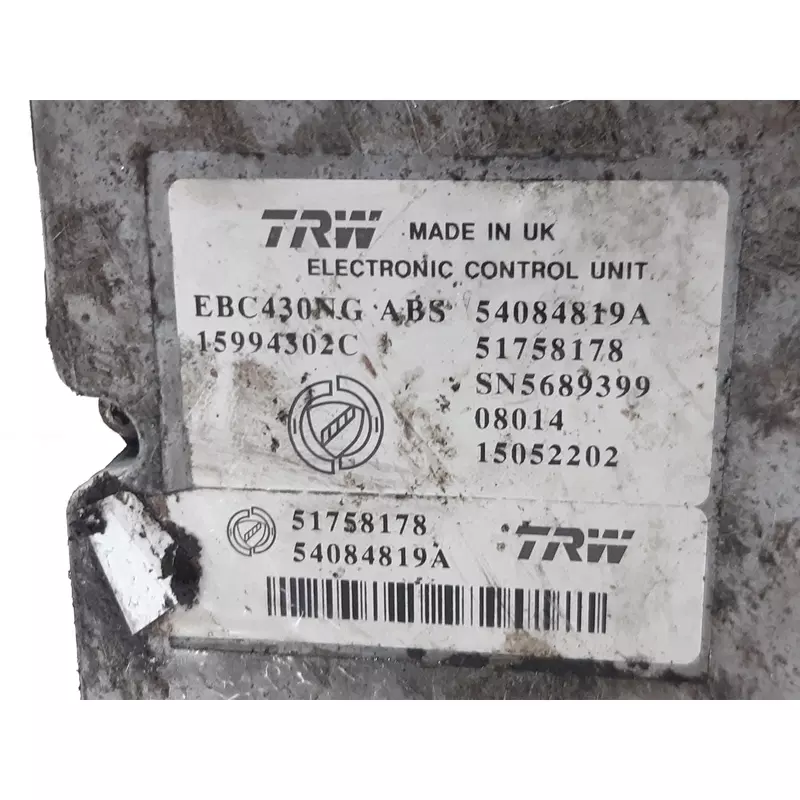 TRW MADE IN UK
ELECTRONIC CONTROL UNIT
EBC430NG ABS 54084819A
15994302C 51758178
SN5689399
08014
15052202
51758178 TRW
54084819A